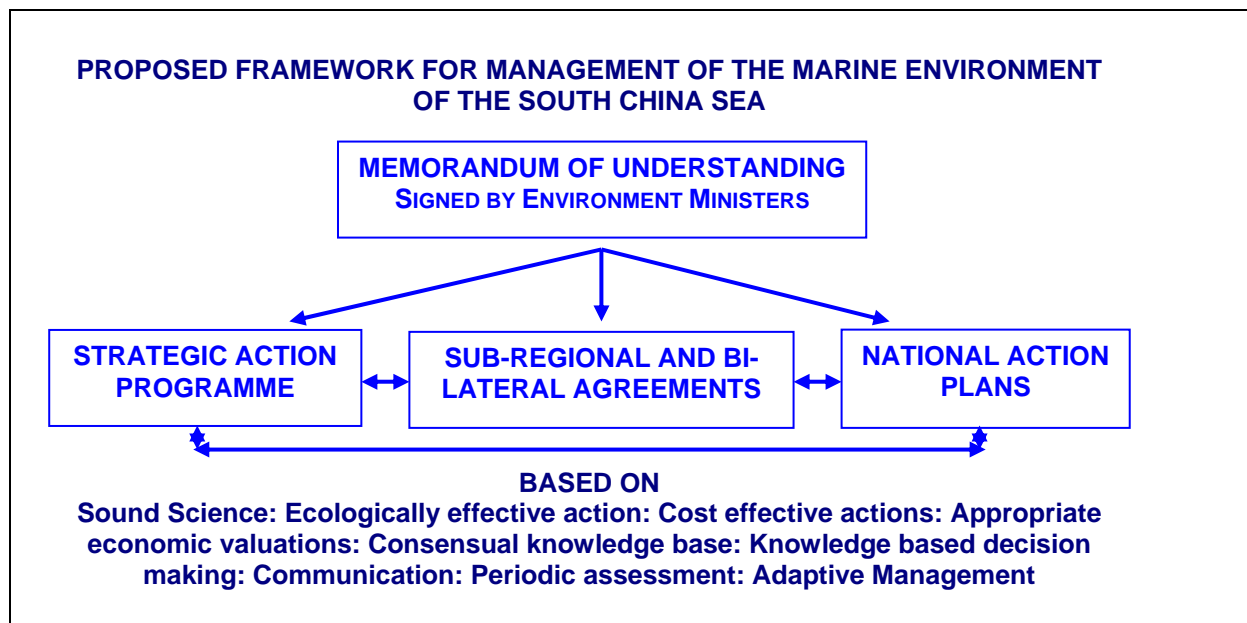 PROPOSED FRAMEWORK FOR MANAGEMENT OF THE MARINE ENVIRONMENT
OF THE SOUTH CHINA SEA
MEMORANDUM OF UNDERSTANDING
SIGNED BY ENVIRONMENT MINISTERS
STRATEGIC ACTION
PROGRAMME
SUB-REGIONAL AND BI-
LATERAL AGREEMENTS
NATIONAL ACTION
PLANS
BASED ON
Sound Science: Ecologically effective action: Cost effective actions: Appropriate
economic valuations: Consensual knowledge base: Knowledge based decision
making: Communication: Periodic assessment: Adaptive Management